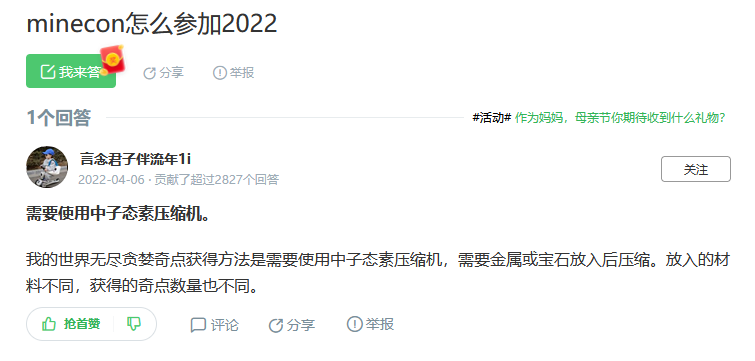 minecon怎么参加2022
我来答 分享 举报
1个回答 #活动# 作为妈妈，母亲节你期待收到什么礼物？
言念君子伴流年1i
2022-04-06 · 贡献了超过2827个回答
关注
需要使用中子态素压缩机。
我的世界无尽贪婪奇点获得方法是需要使用中子态素压缩机，需要金属或宝石放入后压缩。放入的材
料不同，获得的奇点数量也不同。
抢首赞 评论 分享 举报